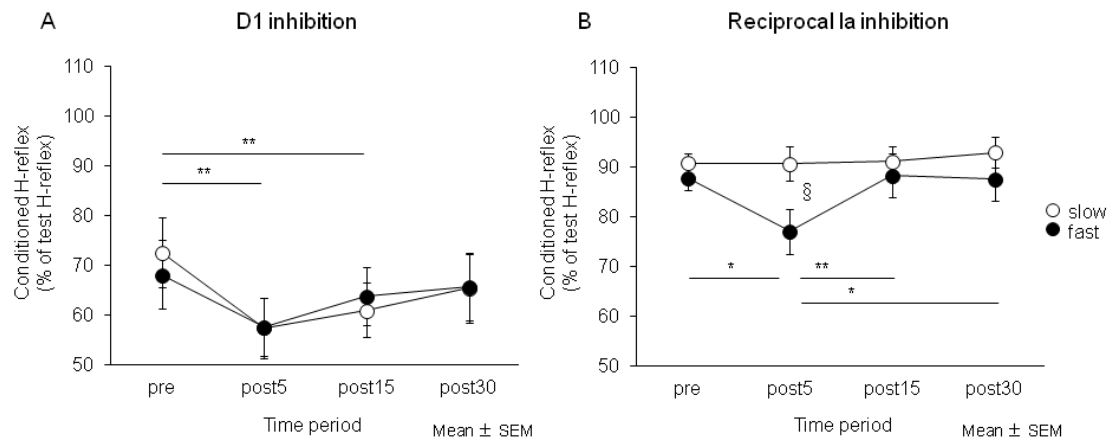 A
D1 inhibition
Conditioned H-reflex
(% of test H-reflex)
110
100
90
80
70
60
50
**
**
pre
post5
post15
post30
Time period
Mean ± SEM
B
Reciprocal Ia inhibition
Conditioned H-reflex
(% of test H-reflex)
110
100
90
80
70
60
50
§
*
**
*
pre
post5
post15
post30
Time period
Mean ± SEM
slow
fast